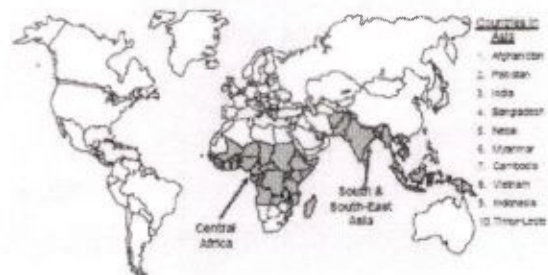 Countries in
Asia
1. Afghanistan
2. Pakistan
3. India
4. Bangladesh
5. Nepal
6. Myanmar
7. Cambodia
8. Vietnam
9. Indonesia
10. Timor-Leste
South &
South-East
Asia
Central
Africa